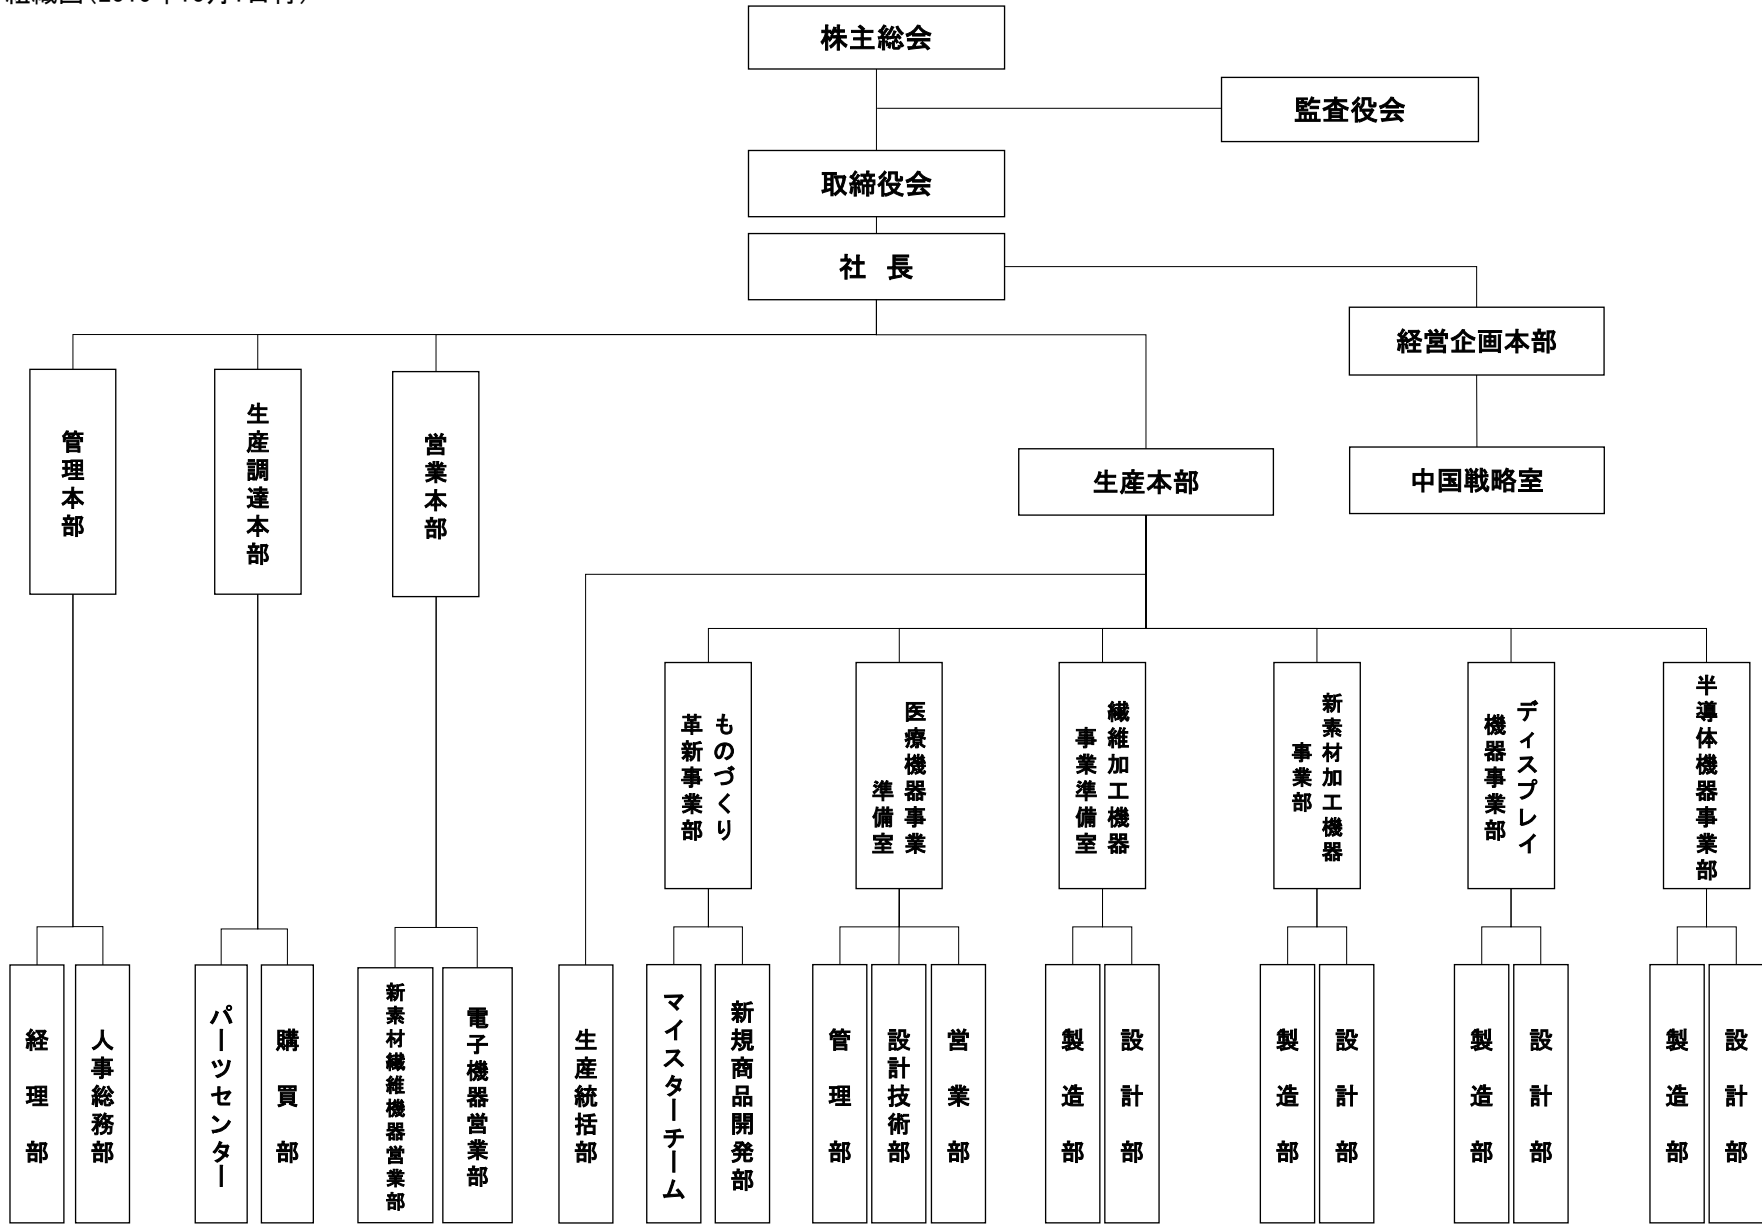 株主総会
監査役会
取締役会
社 長
経営企画本部
中国戦略室
管理本部
生産調達本部
営業本部
生産本部
ものづくり
革新事業部
医療機器事業
準備室
繊維加工機器
事業準備室
新素材加工機器
事業部
ディスプレイ
機器事業部
半導体機器事業部
経理部
人事総務部
パーツセンター
購買部
新素材繊維機器営業部
電子機器営業部
生産統括部
マイスターチーム
新規商品開発部
管理部
設計技術部
営業部
製造部
設計部
製造部
設計部
製造部
設計部
製造部
設計部